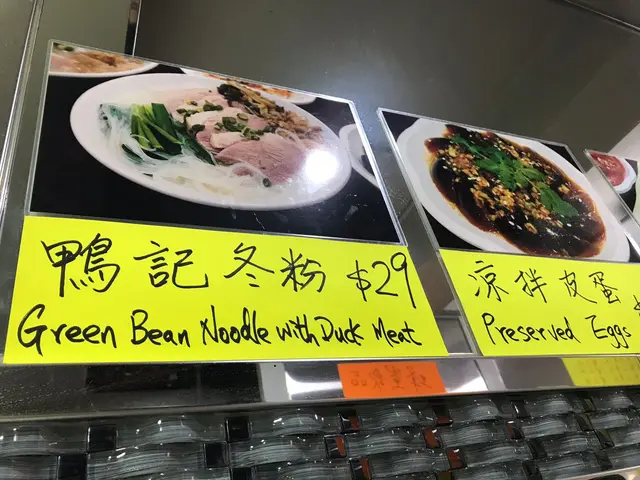 鴨記冬粉 $29
Green Bean Noodle with Duck Meat
涼拌皮蛋
Preserved Eggs